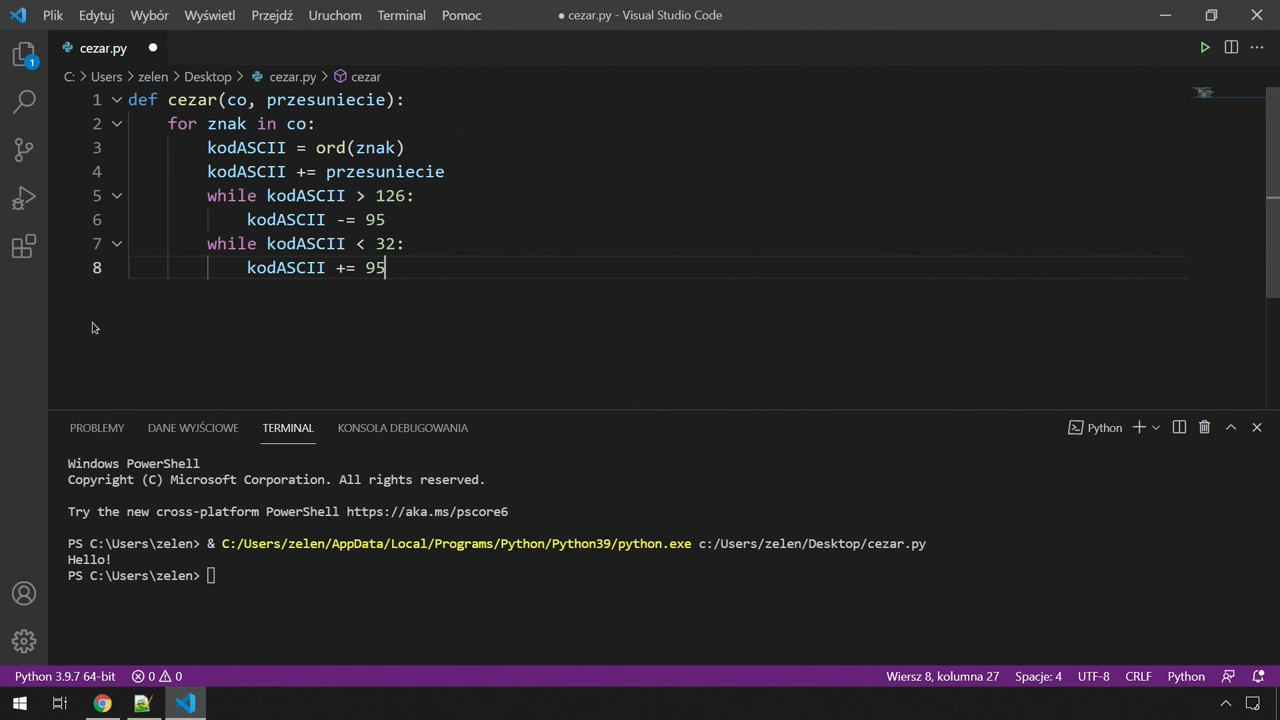 Plik Edytuj Wybór Wyświetl Przejdź Uruchom Terminal Pomoc ● cezar.py - Visual Studio Code
cezar.py
1
C: > Users > zelen > Desktop > cezar.py > cezar
1 def cezar(co, przesuniecie):
2 for znak in co:
3 kodASCII = ord(znak)
4 kodASCII += przesuniecie
5 while kodASCII > 126:
6 kodASCII -= 95
7 while kodASCII < 32:
8 kodASCII += 95
PROBLEMY DANE WYJŚCIOWE TERMINAL KONSOLA DEBUGOWANIA Python
Windows PowerShell
Copyright (C) Microsoft Corporation. All rights reserved.
Try the new cross-platform PowerShell https://aka.ms/pscore6
PS C:\Users\zelen> & C:/Users/zelen/AppData/Local/Programs/Python/Python39/python.exe c:/Users/zelen/Desktop/cezar.py
Hello!
PS C:\Users\zelen>
Python 3.9.7 64-bit 0 0 Wiersz 8, kolumna 27 Spacje: 4 UTF-8 CRLF Python